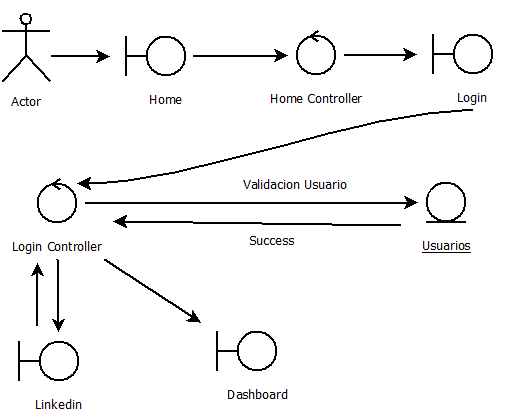 Actor
Home
Home Controller
Login
Validacion Usuario
Success
Login Controller
Usuarios
Linkedin
Dashboard